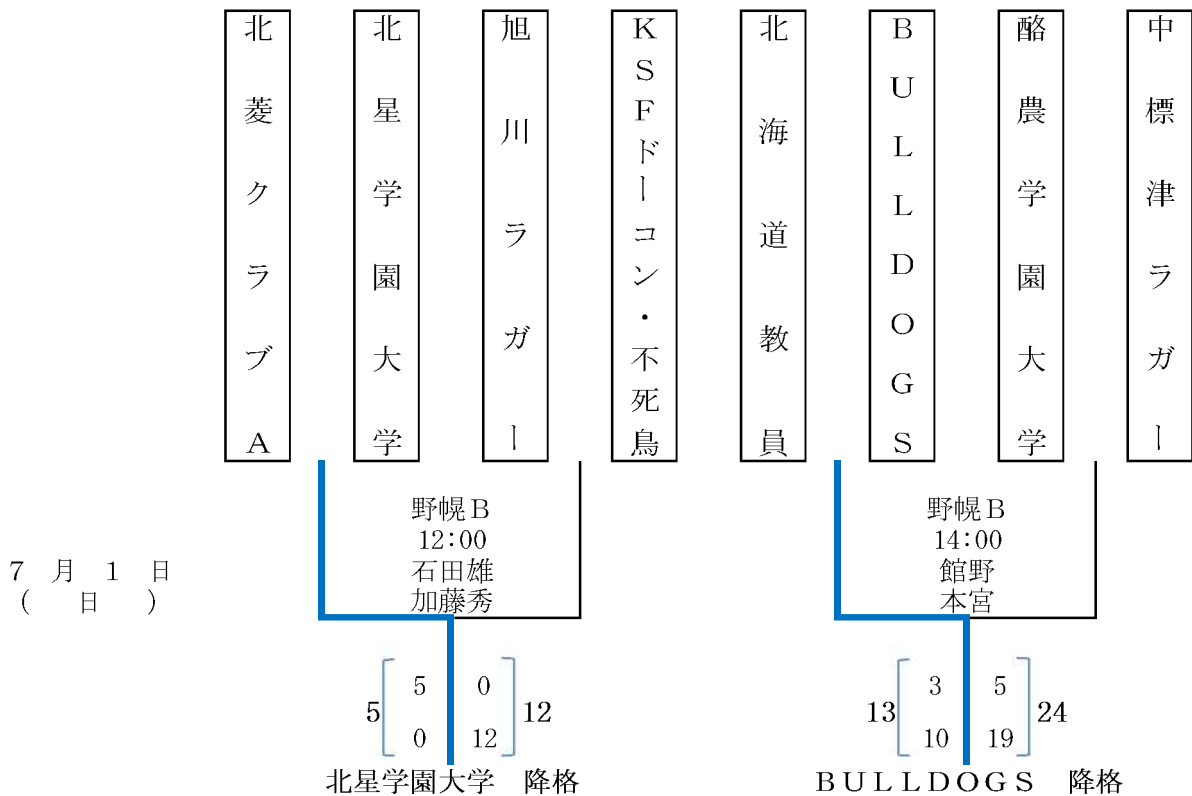 北菱クラブA
北星学園大学
旭川ラガー
KSFドーコン・不死鳥
北海道教員
BULLDOGS
酪農学園大学
中標津ラガー
7月1日
(日)
野幌B
12:00
石田雄
加藤秀
野幌B
14:00
館野
本宮
5 5 0 12
0 12
13 3 5 24
10 19
北星学園大学 降格
BULLDOGS 降格